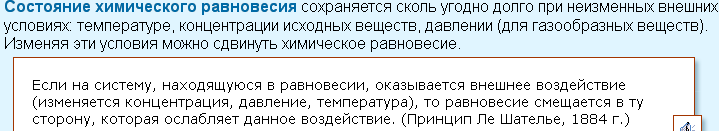 Состояние химического равновесия сохраняется сколь угодно долго при неизменных внешних
условиях: температуре, концентрации исходных веществ, давлении (для газообразных веществ).
Изменяя эти условия можно сдвинуть химическое равновесие.
Если на систему, находящуюся в равновесии, оказывается внешнее воздействие
(изменяется концентрация, давление, температура), то равновесие смещается в ту
сторону, которая ослабляет данное воздействие. (Принцип Ле Шателье, 1884 г.)